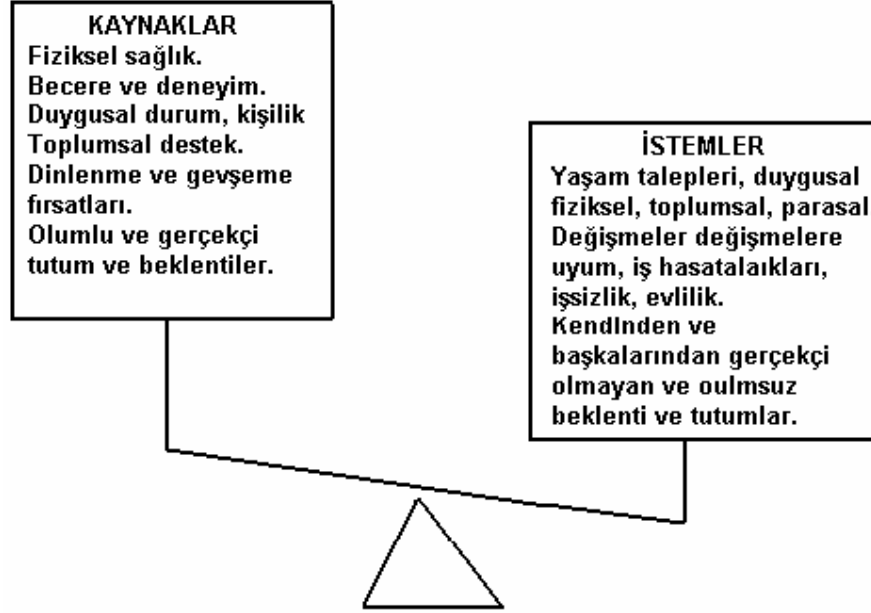 KAYNAKLAR
Fiziksel sağlık.
Becere ve deneyim.
Duygusal durum, kişilik
Toplumsal destek.
Dinlenme ve gevşeme
fırsatları.
Olumlu ve gerçekçi
tutum ve beklentiler.
İSTEMLER
Yaşam talepleri, duygusal
fiziksel, toplumsal, parasal
Değişmeler değişmelere
uyum, iş hasatalaıkları,
işsizlik, evlilik.
KendInden ve
başkalarından gerçekçi
olmayan ve oulmsuz
beklenti ve tutumlar.